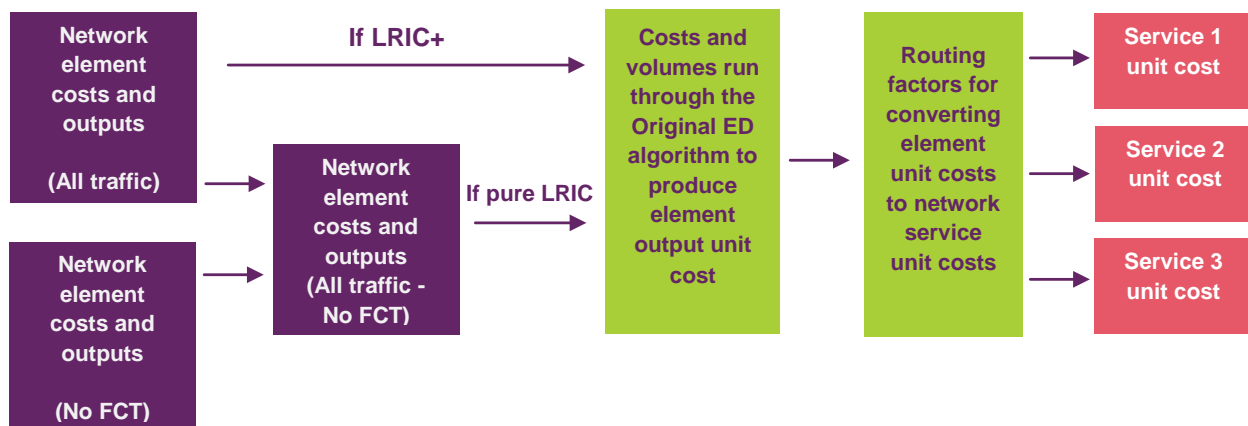 Network
element
costs and
outputs
(All traffic)
Network
element
costs and
outputs
(No FCT)
If LRIC+
Network
element
costs and
outputs
(All traffic -
No FCT)
If pure LRIC
Costs and
volumes run
through the
Original ED
algorithm to
produce
element
output unit
cost
Routing
factors for
converting
element
unit costs
to network
service
unit costs
Service 1
unit cost
Service 2
unit cost
Service 3
unit cost